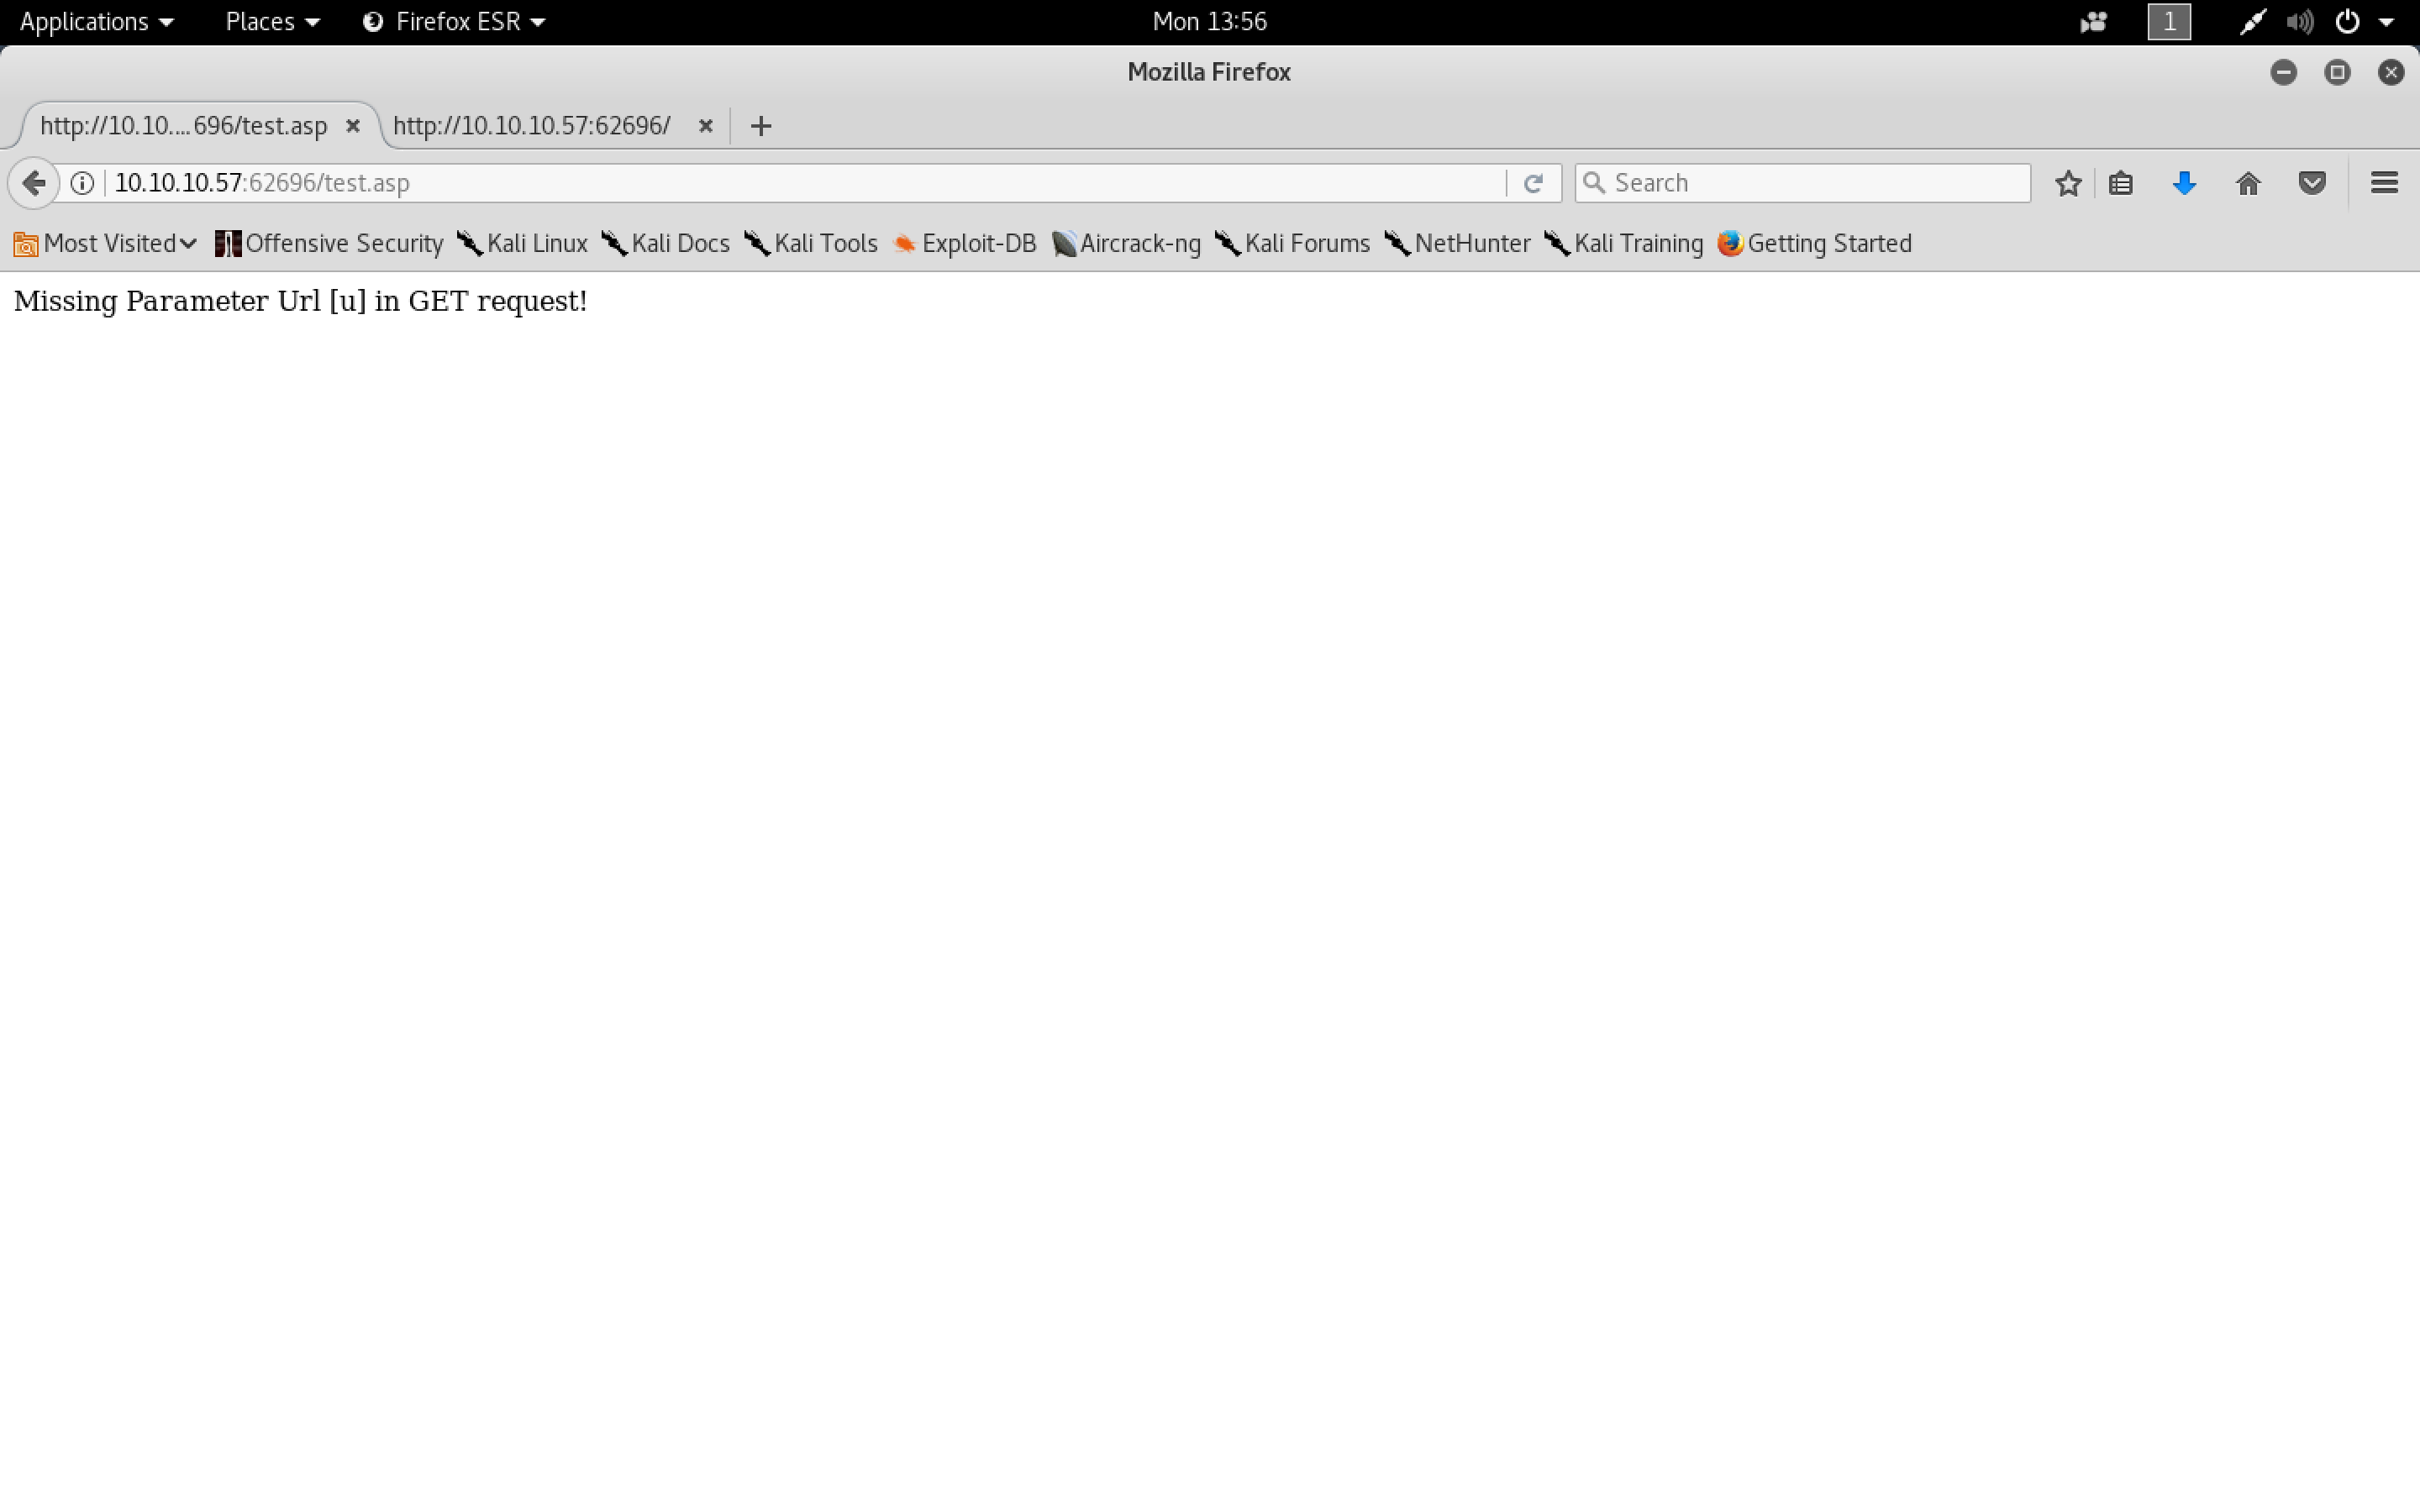 Applications Places Firefox ESR Mon 13:56 1
Mozilla Firefox
http://10.10....696/test.asp http://10.10.10.57:62696/
10.10.10.57:62696/test.asp Search
Most Visited Offensive Security Kali Linux Kali Docs Kali Tools Exploit-DB Aircrack-ng Kali Forums NetHunter Kali Training Getting Started
Missing Parameter Url [u] in GET request!